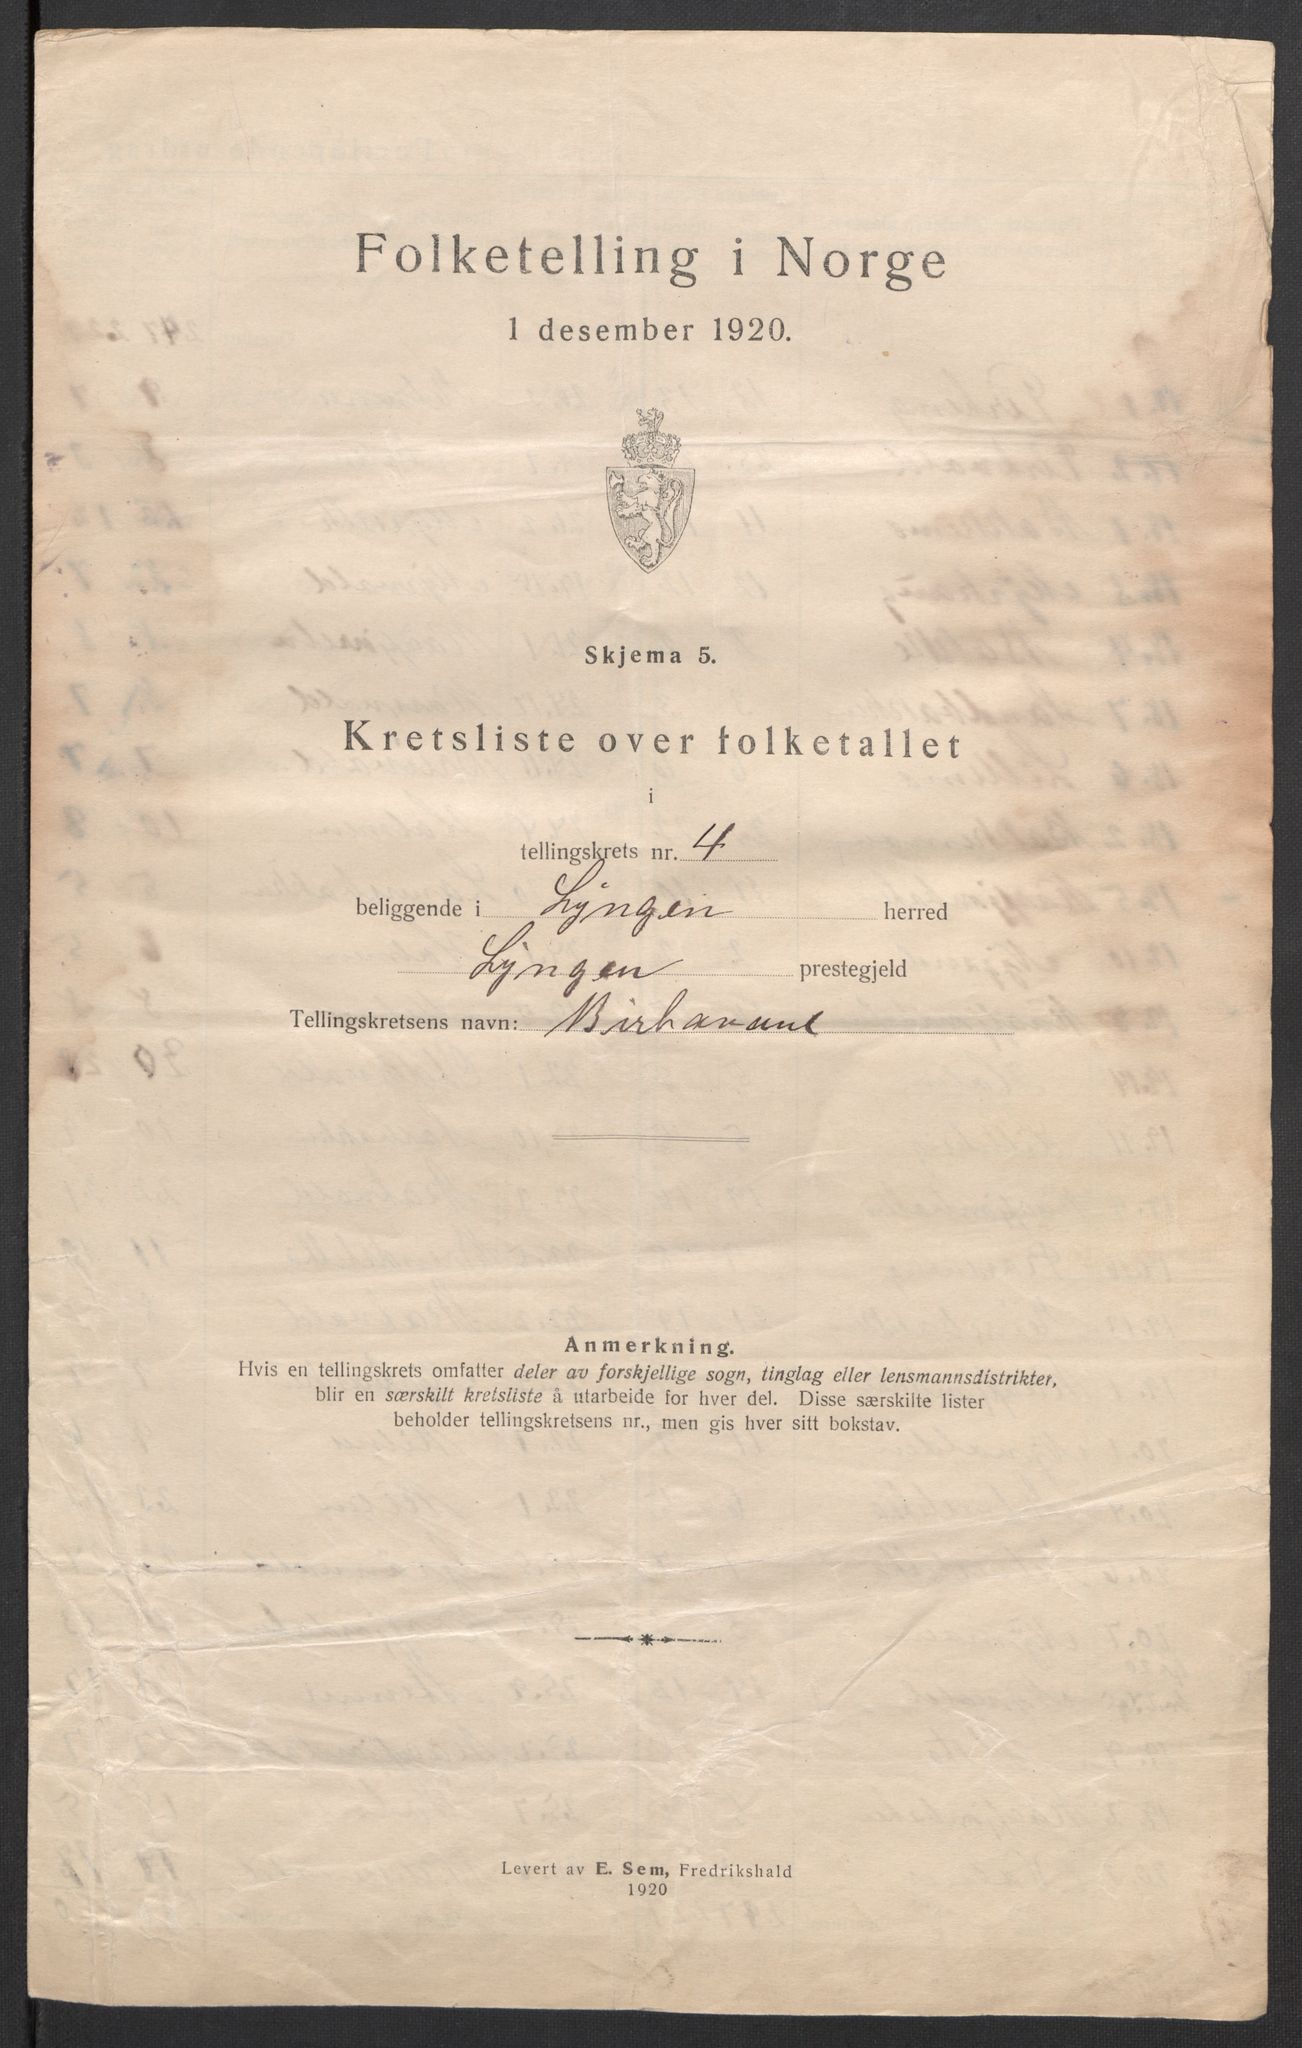 Folketelling i Norge
1 desember 1920.
Skjema 5.
Kretsliste over folketallet
i
tellingskrets nr. 4
beliggende i Lyngen herred
Lyngen prestegjeld
Tellingskretsens navn: Birtavarre
Anmerkning.
Hvis en tellingskrets omfatter deler av forskjellige sogn, tinglag eller lensmannsdistrikter,
blir en særskilt kretsliste å utarbeide for hver del. Disse særskilte lister
beholder tellingskretsens nr., men gis hver sitt bokstav.
Levert av E. Sem, Fredrikshald
1920